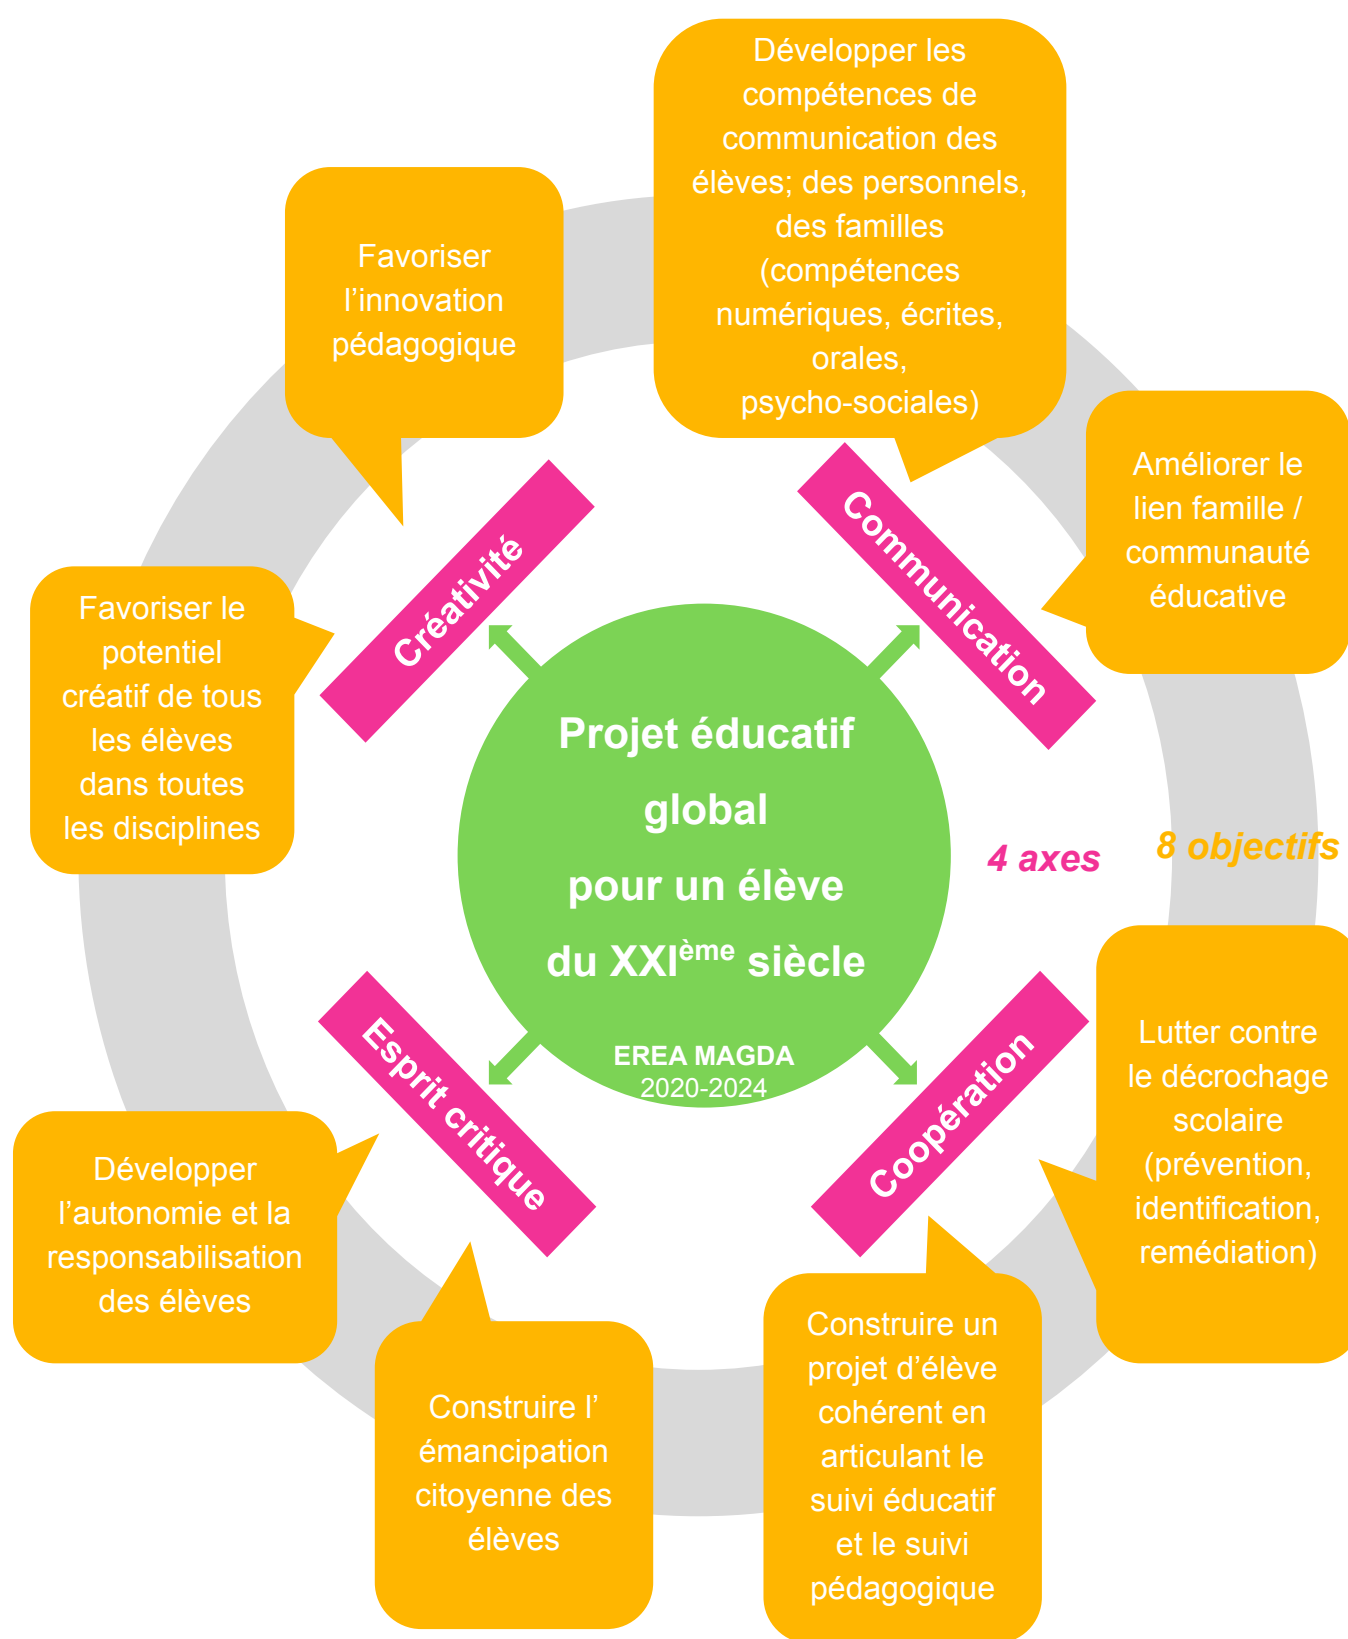 Développer les
compétences de
communication des
élèves; des personnels,
des familles
(compétences
numériques, écrites,
orales,
psycho-sociales)
Favoriser
l’innovation
pédagogique
Améliorer le
lien famille /
communauté
éducative
Créativité
Communication
Favoriser le
potentiel
créatif de tous
les élèves
dans toutes
les disciplines
Projet éducatif
global
pour un élève
du XXIème siècle
EREA MAGDA
2020-2024
4 axes
8 objectifs
Esprit critique
Coopération
Lutter contre
le décrochage
scolaire
(prévention,
identification,
remédiation)
Développer
l’autonomie et la
responsabilisation
des élèves
Construire l’
émancipation
citoyenne des
élèves
Construire un
projet d’élève
cohérent en
articulant le
suivi éducatif
et le suivi
pédagogique